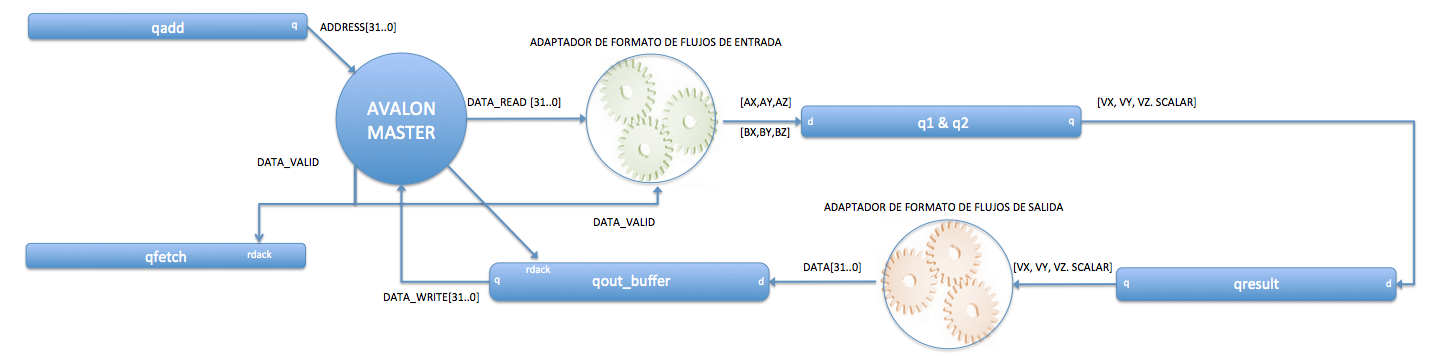 qadd
q
ADDRESS[31..0]
ADAPTADOR DE FORMATO DE FLUJOS DE ENTRADA
AVALON
MASTER
DATA_READ [31..0]
[AX,AY,AZ]
[BX,BY,BZ]
d
q1 & q2
q
[VX, VY, VZ. SCALAR]
DATA_VALID
DATA_VALID
ADAPTADOR DE FORMATO DE FLUJOS DE SALIDA
qfetch
rdack
q
rdack
qout_buffer
d
DATA_WRITE[31..0]
DATA[31..0]
[VX, VY, VZ. SCALAR]
q
qresult
d